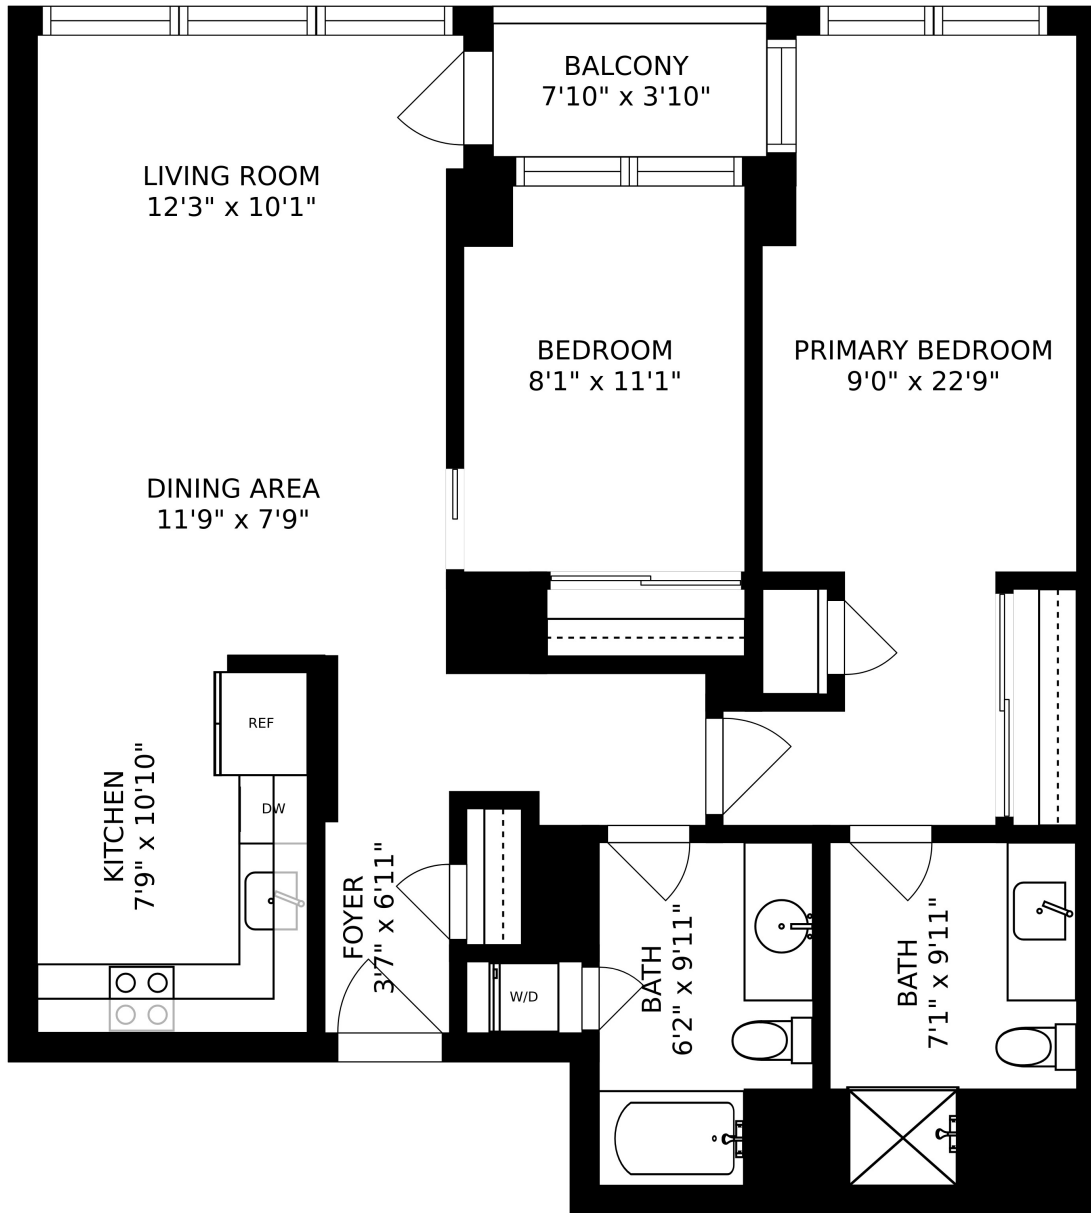 BALCONY
7'10" x 3'10"
LIVING ROOM
12'3" x 10'1"
BEDROOM
8'1" x 11'1"
PRIMARY BEDROOM
9'0" x 22'9"
DINING AREA
11'9" x 7'9"
REF
DW
KITCHEN
7'9" x 10'10"
FOYER
3'7" x 6'11"
W/D
BATH
6'2" x 9'11"
BATH
7'1" x 9'11"